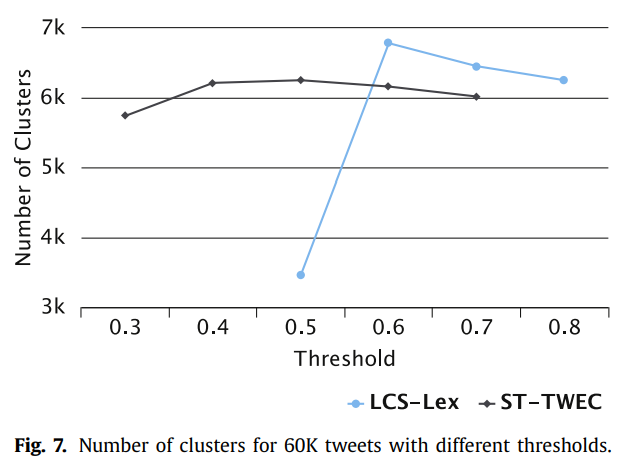 7k
6k
5k
4k
3k
Number of Clusters
0.3 0.4 0.5 0.6 0.7 0.8
Threshold
LCS-Lex ST-TWEC
Fig. 7. Number of clusters for 60K tweets with different thresholds.